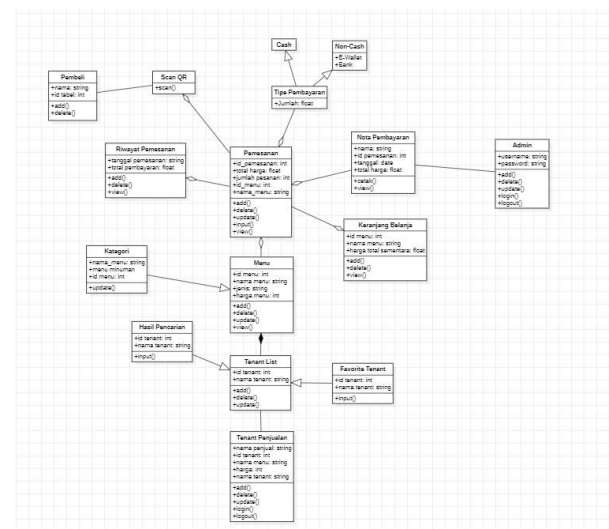 Cash
Non-Cash
+E-Wallet
+Bank
Pembeli
+nama: string
+id tabel: int
+add()
+delete()
Scan QR
+scan()
Tipe Pembayaran
+Jumlah: float
Riwayat Pemesanan
+tanggal pemesanan: string
+total pembayaran: float
+add()
+delete()
+view()
Pemesanan
+id_pemesanan: int
+total harga: float
+jumlah pesanan: int
+id_menu: int
+nama_menu: string
+add()
+delete()
+update()
+input()
+view()
Nota Pembayaran
+nama: string
+id pemesanan: int
+tanggal: date
+total harga: float
+cetak()
+view()
Admin
+username: string
+password: string
+add()
+delete()
+update()
+login()
+logout()
Keranjang Belanja
+id menu: int
+nama menu: string
+harga total sementara: float
+add()
+delete()
+view()
Kategori
+nama_menu: string
+menu minuman
+id menu: int
+update()
Menu
+id menu: int
+nama menu: string
+jenis: string
+harga menu: int
+add()
+delete()
+update()
+view()
Hasil Pencarian
+id tenant: int
+nama tenant: string
+input()
Tenant List
+id tenant: int
+nama tenant: string
+add()
+delete()
+update()
Favorite Tenant
+id tenant: int
+nama tenant: string
+input()
Tenant Penjualan
+nama penjual: string
+id tenant: int
+nama menu: string
+harga: int
+nama tenant: string
+add()
+delete()
+update()
+login()
+logout()